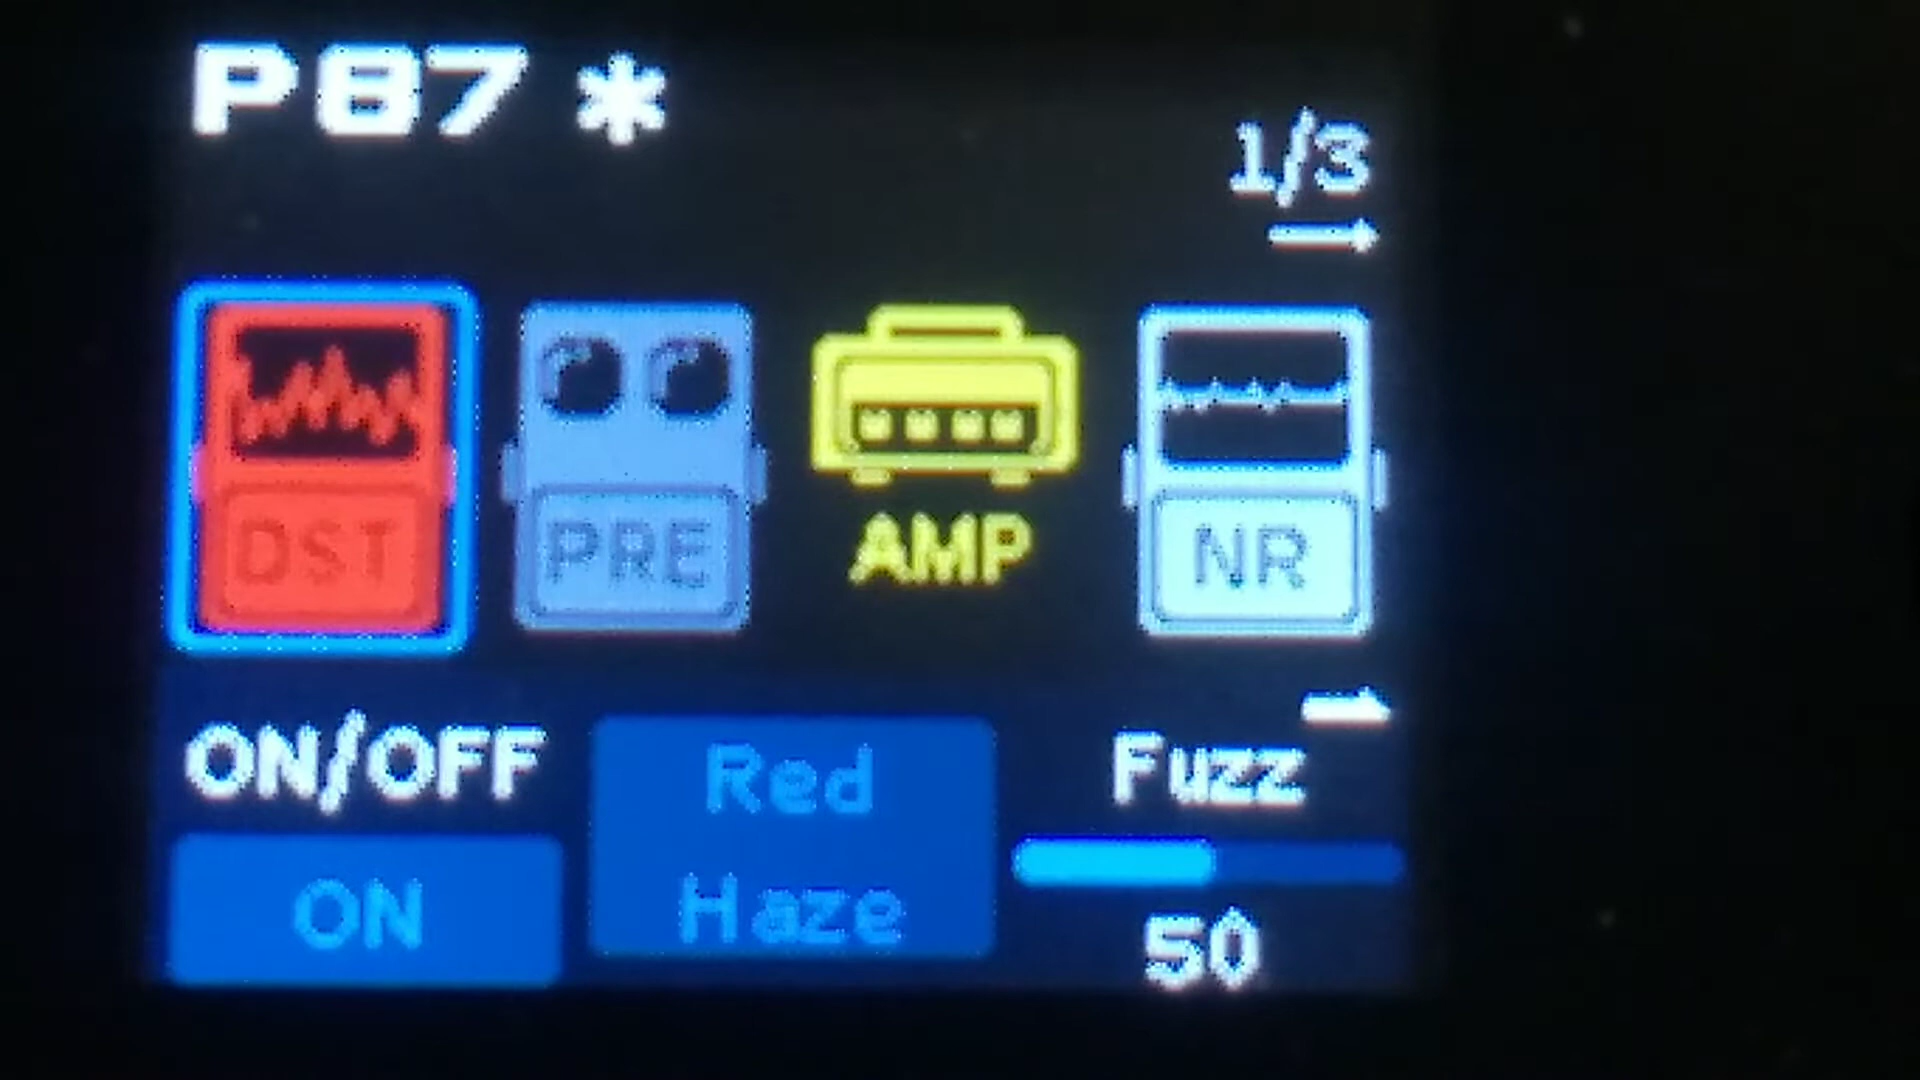 P87 *
1/3
DST
PRE
AMP
NR
ON/OFF
Red
Haze
Fuzz
ON
50